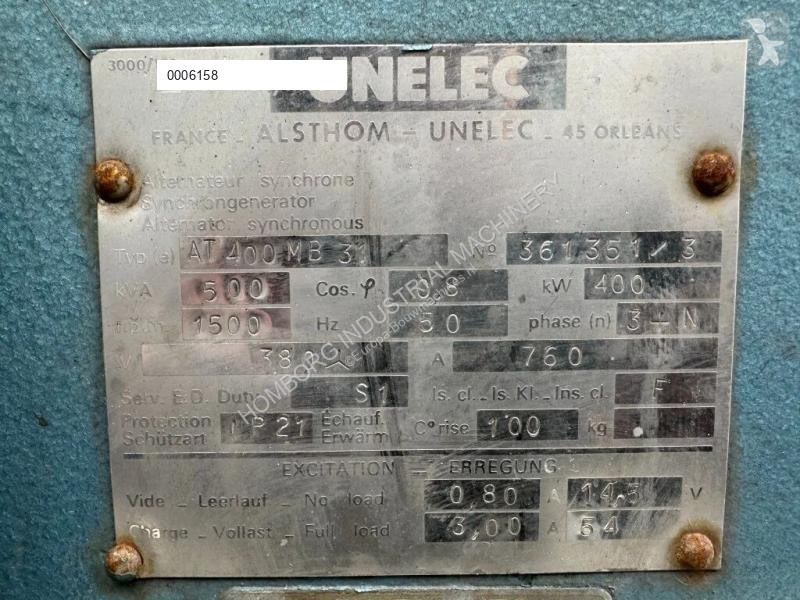 3000/
0006158
UNELEC
FRANCE - ALSTHOM - UNELEC - 45 ORLEANS
Alternateur synchrone
Synchrongenerator
Alternator synchronous
Typ (e) AT 400 MB 37 No 361351/3
kVA 500 Cos. φ 0.8 kW 400
1500 Hz 50 phase (n) 3-N
V 380 A 760
Serv. E.D. Duty S1 Is. cl. - Is. Kl. - Ins. cl. F
Protection Schützart IP 21 Echauf. Erwärm C° rise 100 kg
EXCITATION - ERREGUNG
Vide - Leerlauf - No load 0,80 A 14,5 V
Charge - Vollast - Full load 3,00 A 54
HOMBORG INDUSTRIAL MACHINERY